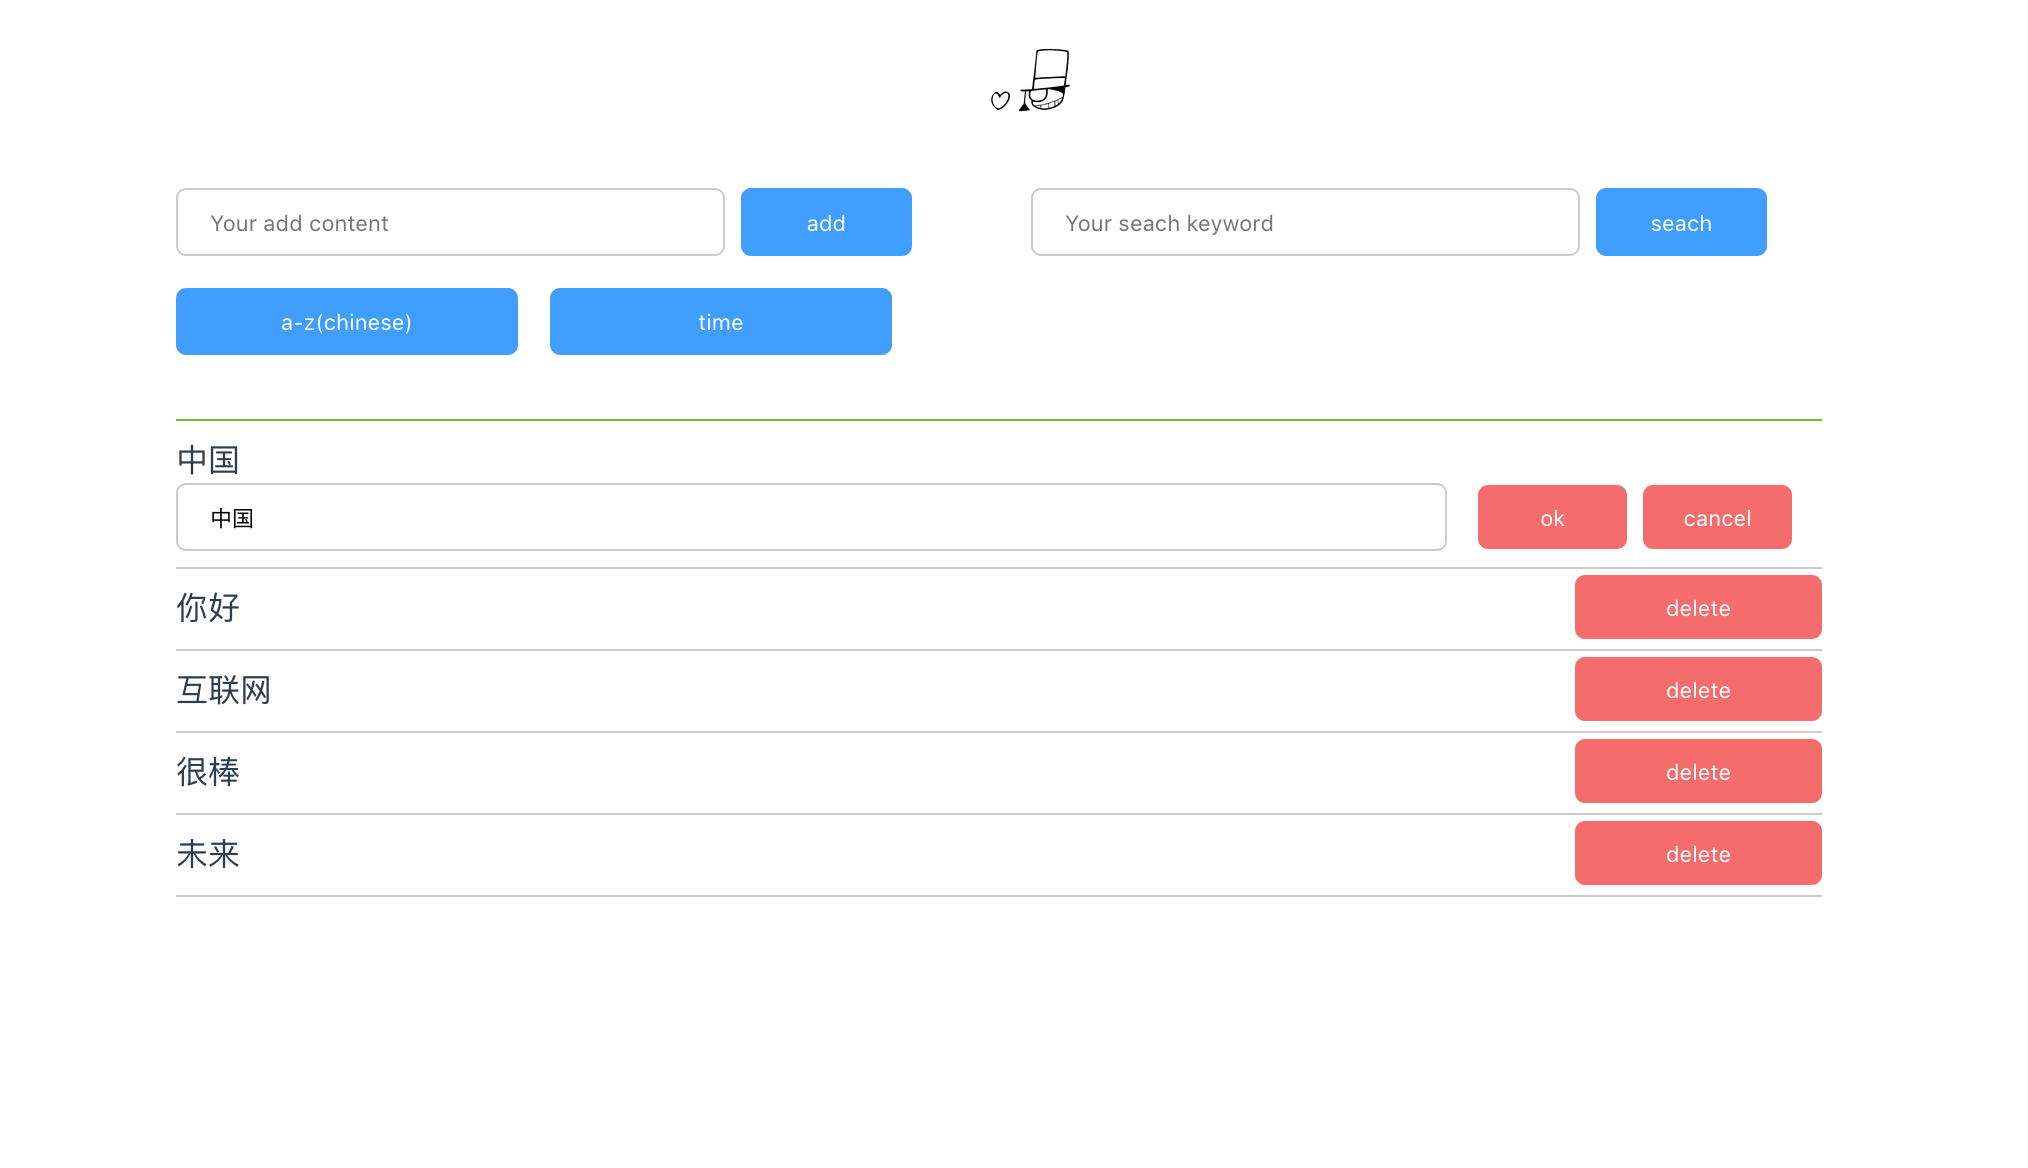 Your add content add Your seach keyword seach
a-z(chinese) time
中国
中国 ok cancel
你好 delete
互联网 delete
很棒 delete
未来 delete